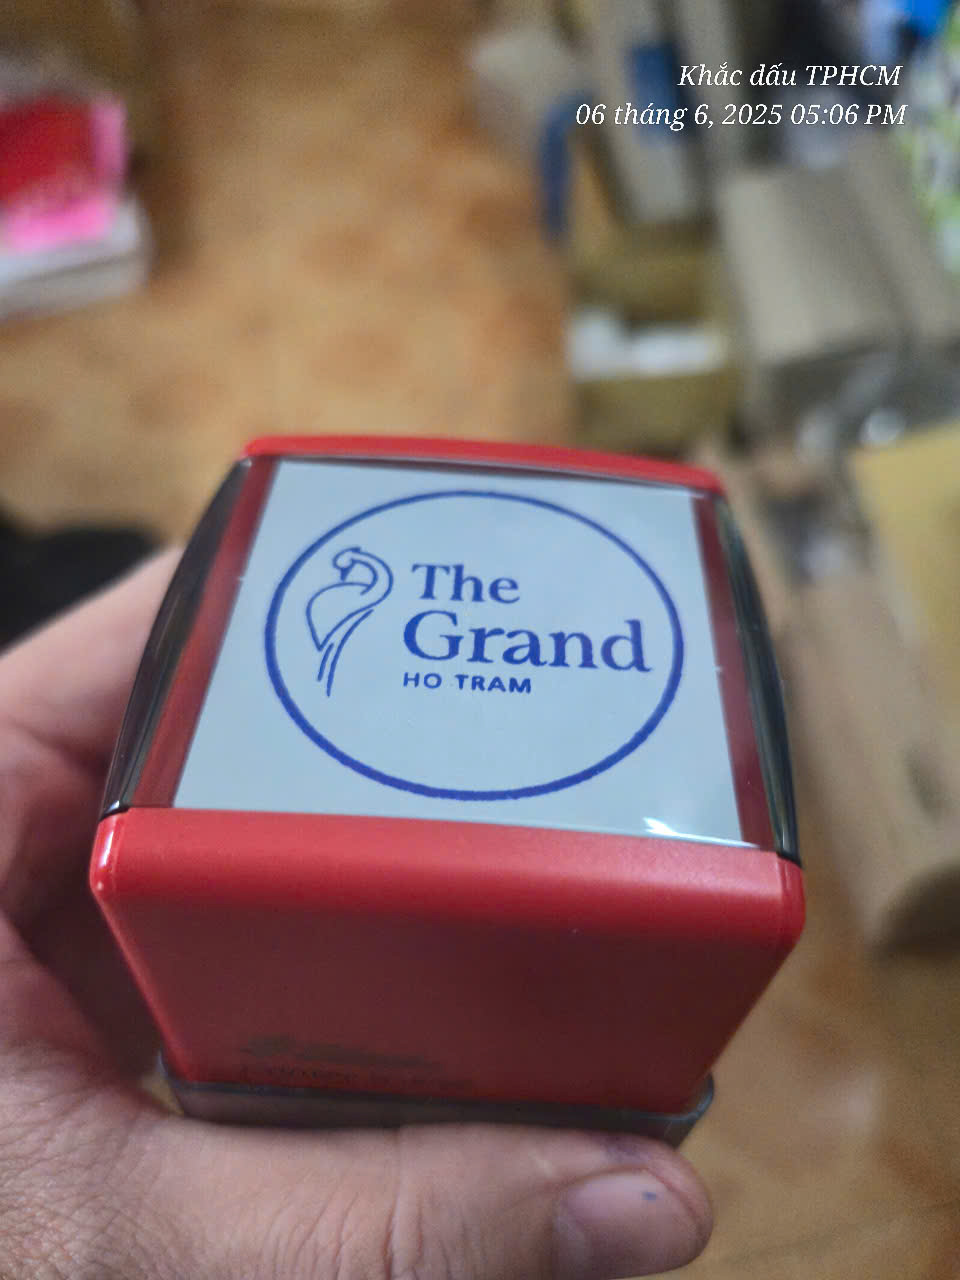 Khắc dấu TPHCM
06 tháng 6, 2025 05:06 PM
The
Grand
HO TRAM